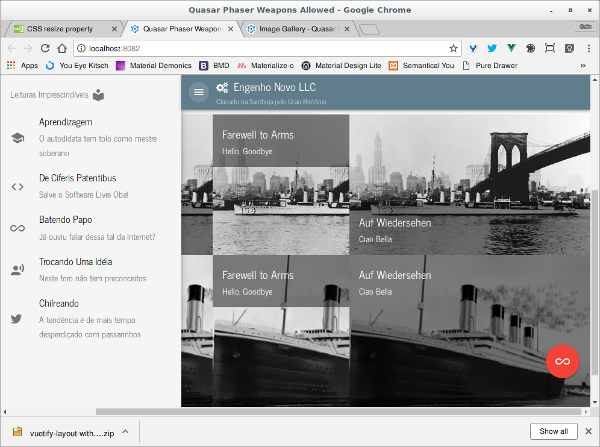 Quasar Phaser Weapons Allowed - Google Chrome
CSS resize property
Quasar Phaser Weapons
Image Gallery - Quasar
localhost:8082
Apps
You Eye Kitsch
Material Demonics
BMD
Materialize-o
Material Design Lite
Semantical You
Pure Drawer
Leituras Imprescindíveis
Engenho Novo LLC
Clonado na Samboja pelo Gran Bretônio
Aprendizagem
O autodidata tem tolo como mestre
soberano
De Ciferis Patentibus
Salve o Software Livre Oba!
Batendo Papo
Já ouviu falar dessa tal da Internet?
Trocando Uma Idéia
Neste foro não tem preconceitos
Chilreando
A tendência é de mais tempo
desperdiçado com passarinhos
Farewell to Arms
Hello, Goodbye
Auf Wiedersehen
Ciao Bella
Farewell to Arms
Hello, Goodbye
Auf Wiedersehen
Ciao Bella
vuetify-layout-with....zip
Show all